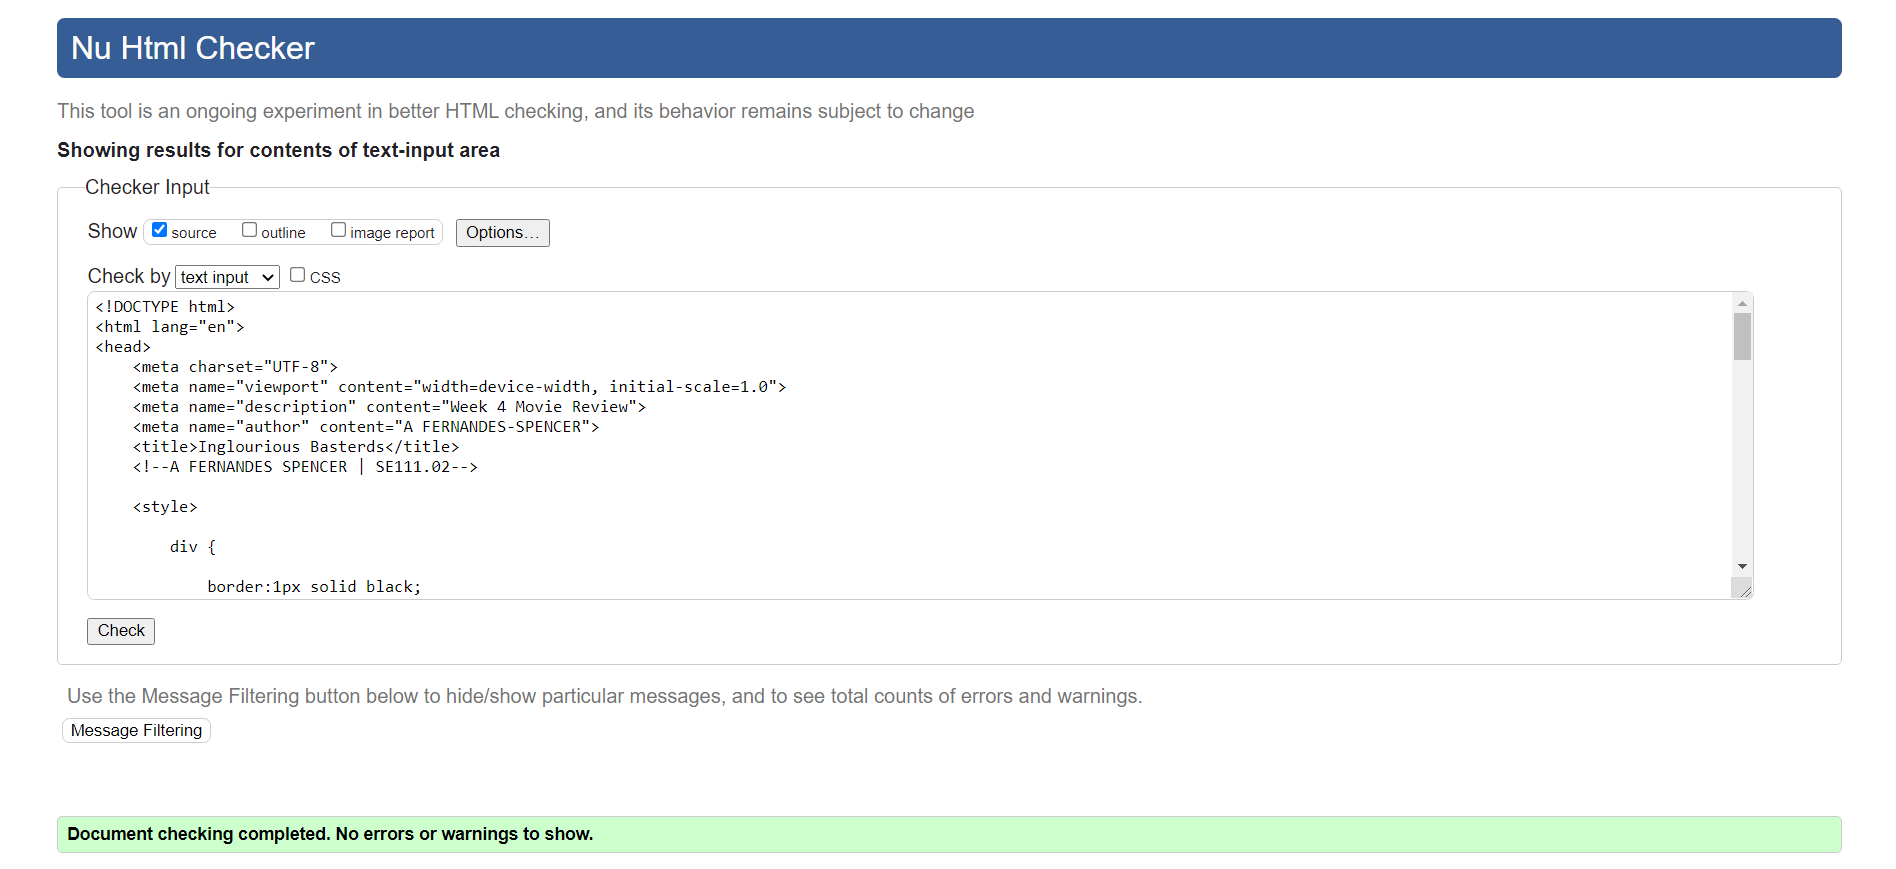 Nu Html Checker
This tool is an ongoing experiment in better HTML checking, and its behavior remains subject to change
Showing results for contents of text-input area
Checker Input
Show source outline image report Options...
Check by text input CSS
<!DOCTYPE html>
<html lang="en">
<head>
    <meta charset="UTF-8">
    <meta name="viewport" content="width=device-width, initial-scale=1.0">
    <meta name="description" content="Week 4 Movie Review">
    <meta name="author" content="A FERNANDES-SPENCER">
    <title>Inglourious Basterds</title>
    <!--A FERNANDES SPENCER | SE111.02-->
    <style>
        div {
            border:1px solid black;
Check
Use the Message Filtering button below to hide/show particular messages, and to see total counts of errors and warnings.
Message Filtering
Document checking completed. No errors or warnings to show.